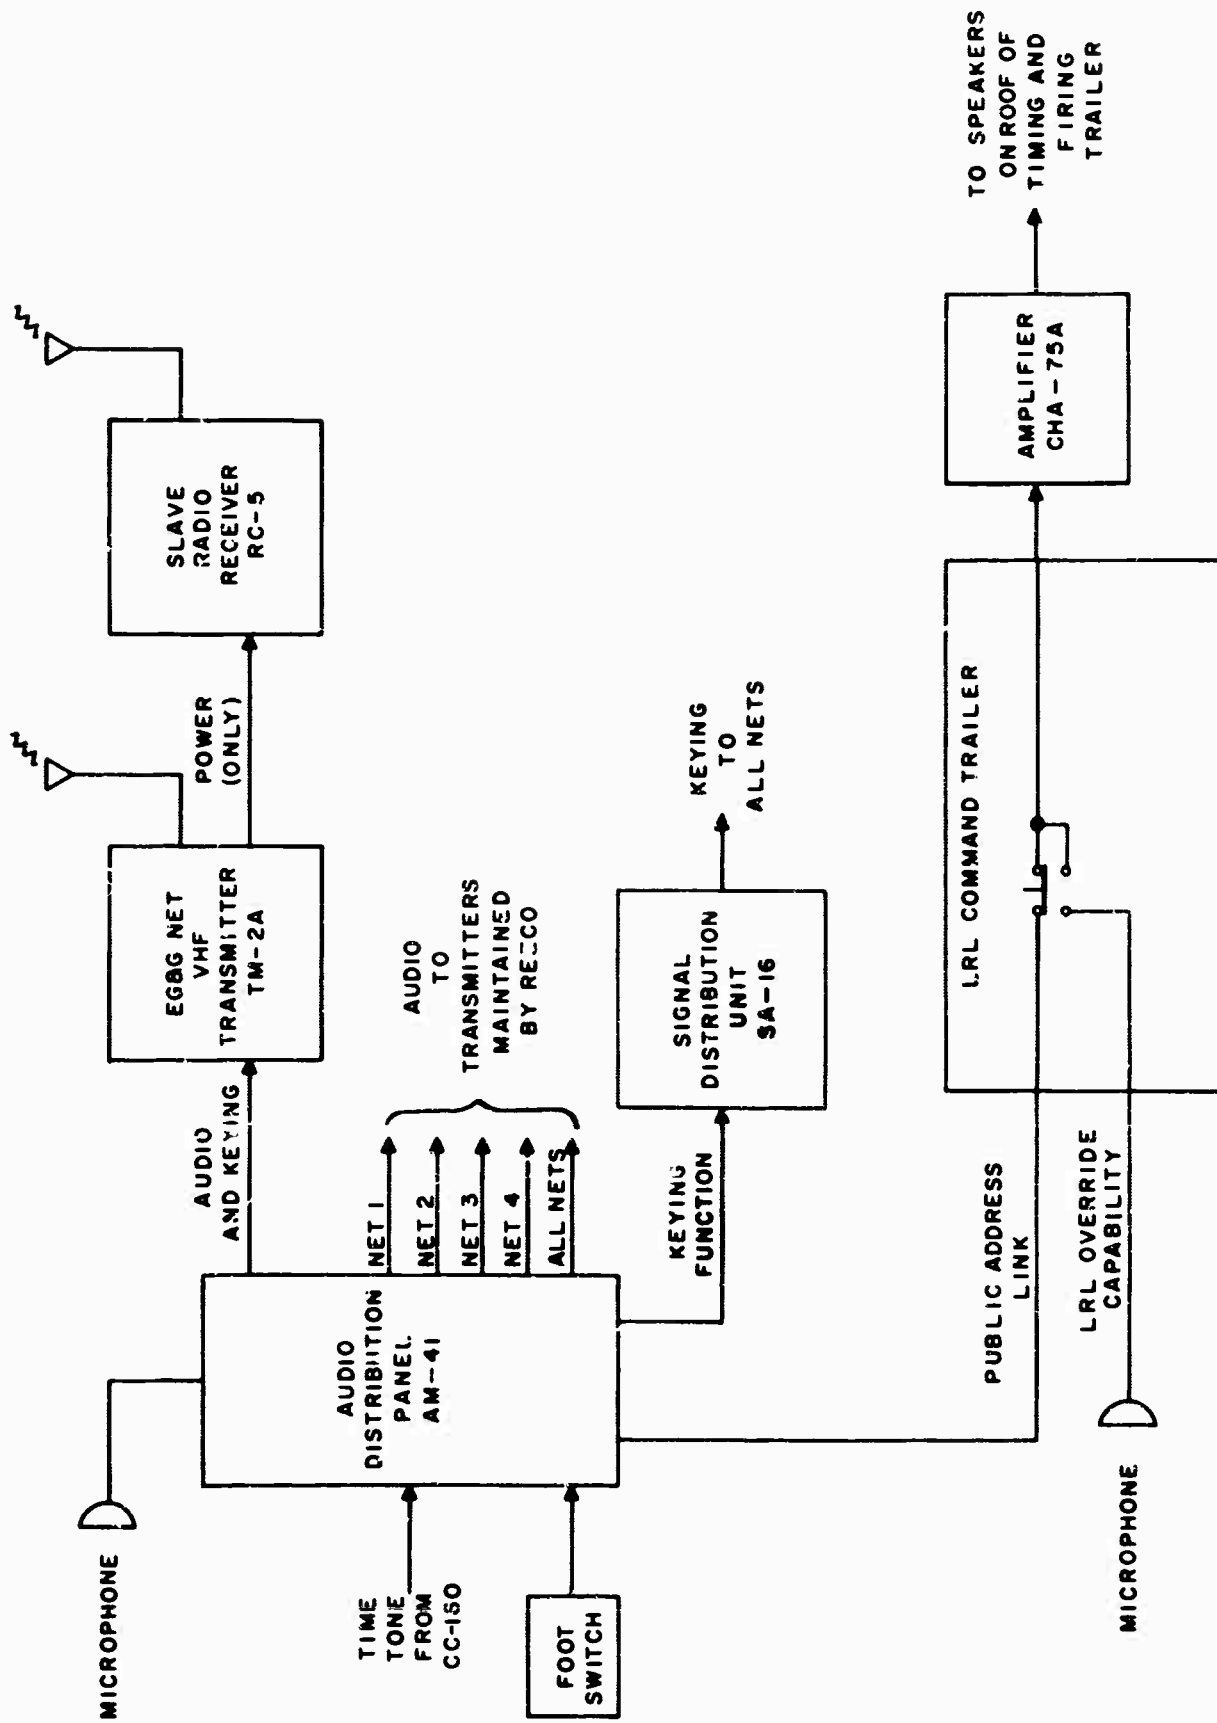 MICROPHONE
TIME
TONE
FROM
CC-150
FOOT
SWITCH
AUDIO
DISTRIBUTION
PANEL
AM-41
AUDIO
AND KEYING
EG&G NET
VHF
TRANSMITTER
TM-2A
POWER
(ONLY)
SLAVE
RADIO
RECEIVER
RC-5
NET 1
NET 2
NET 3
NET 4
ALL NETS
AUDIO
TO
TRANSMITTERS
MAINTAINED
BY REECO
KEYING
FUNCTION
SIGNAL
DISTRIBUTION
UNIT
SA-16
KEYING
TO
ALL NETS
PUBLIC ADDRESS
LINK
LRL OVERRIDE
CAPABILITY
MICROPHONE
LRL COMMAND TRAILER
AMPLIFIER
CHA-75A
TO SPEAKERS
ON ROOF OF
TIMING AND
FIRING
TRAILER